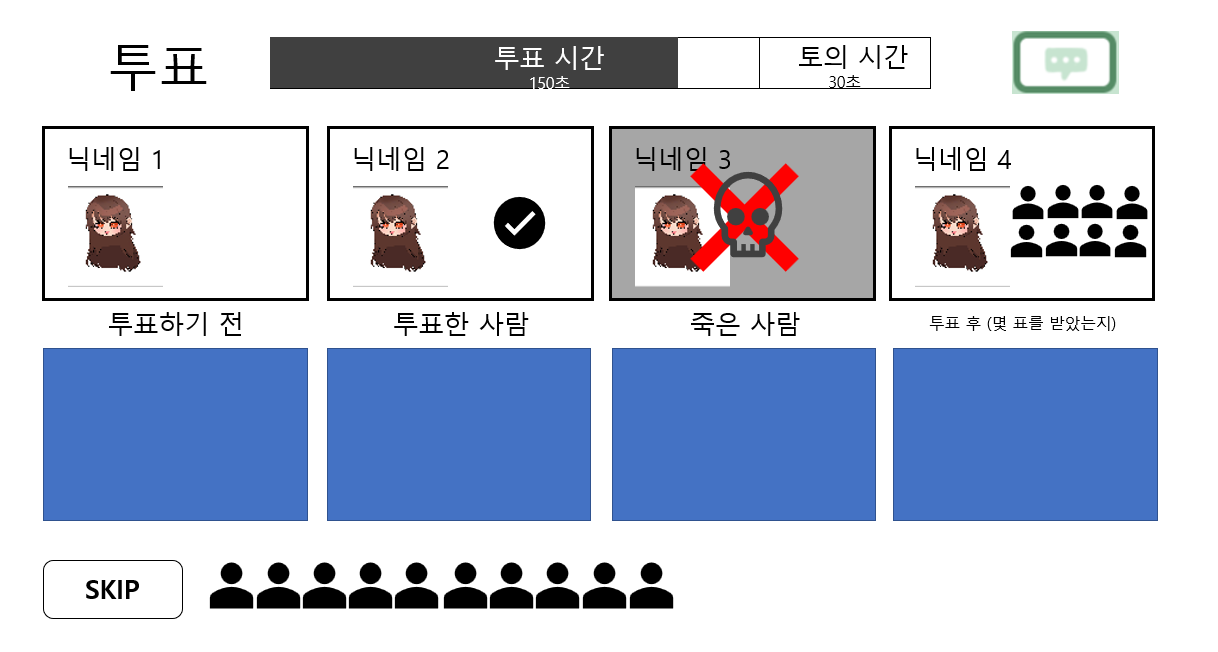 투표
투표 시간
150초
토의 시간
30초
닉네임 1
닉네임 2
닉네임 3
닉네임 4
투표하기 전
투표한 사람
죽은 사람
투표 후 (몇 표를 받았는지)
SKIP